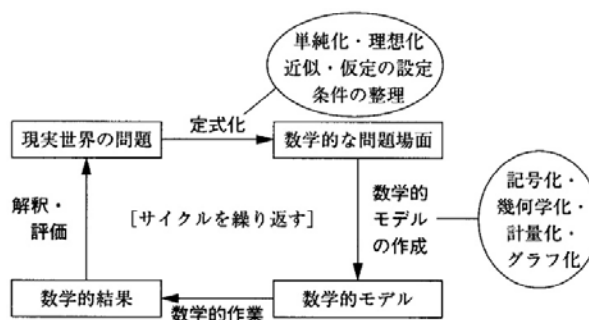 単純化・理想化
近似・仮定の設定
条件の整理
現実世界の問題
定式化
数学的な問題場面
解釈・
評価
[サイクルを繰り返す]
数学的
モデル
の作成
記号化・
幾何学化・
計量化・
グラフ化
数学的結果
数学的作業
数学的モデル